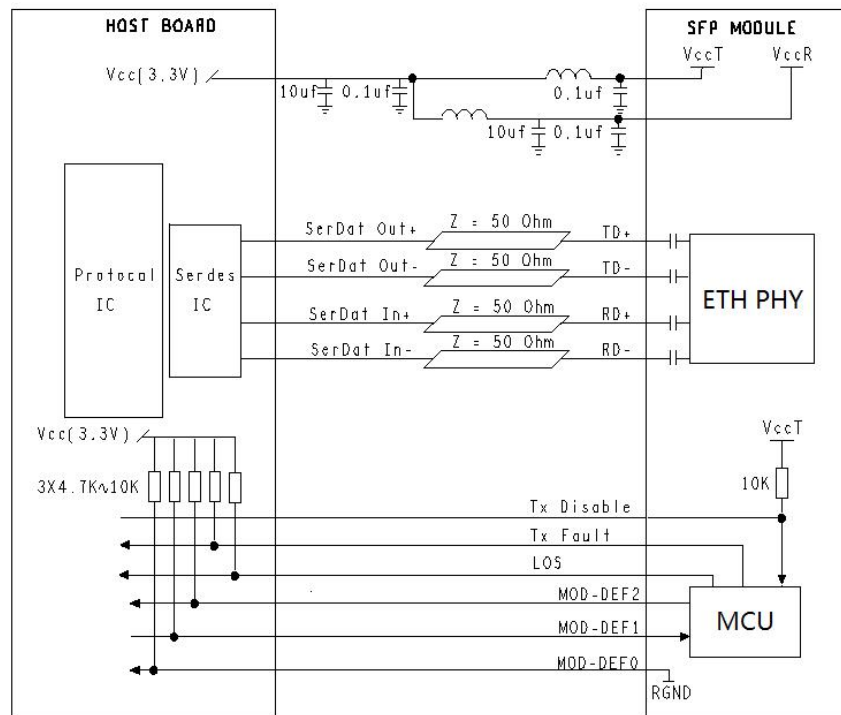 HOST BOARD
SFP MODULE
VccT
VccR
Vcc(3.3V)
10uf
0.1uf
0.1uf
10uf
0.1uf
Protocal
IC
Serdes
IC
SerDat Out+
Z = 50 Ohm
TD+
SerDat Out-
Z = 50 Ohm
TD-
SerDat In+
Z = 50 Ohm
RD+
SerDat In-
Z = 50 Ohm
RD-
ETH PHY
Vcc(3.3V)
3X4.7K∿10K
VccT
10K
Tx Disable
Tx Fault
LOS
MOD-DEF2
MOD-DEF1
MOD-DEF0
MCU
RGND